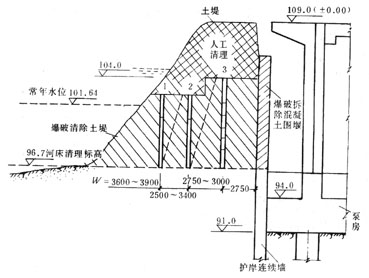 土堤
109.0(±0.00)
人工
清理
104.0
3
1
2
常年水位101.64
爆破拆
除混凝
土围堰
爆破清除土堤
96.7河床清理标高
W=3600~3900
2750~3000
2750
2500~3400
94.0
91.0
泵
房
护岸连续墙